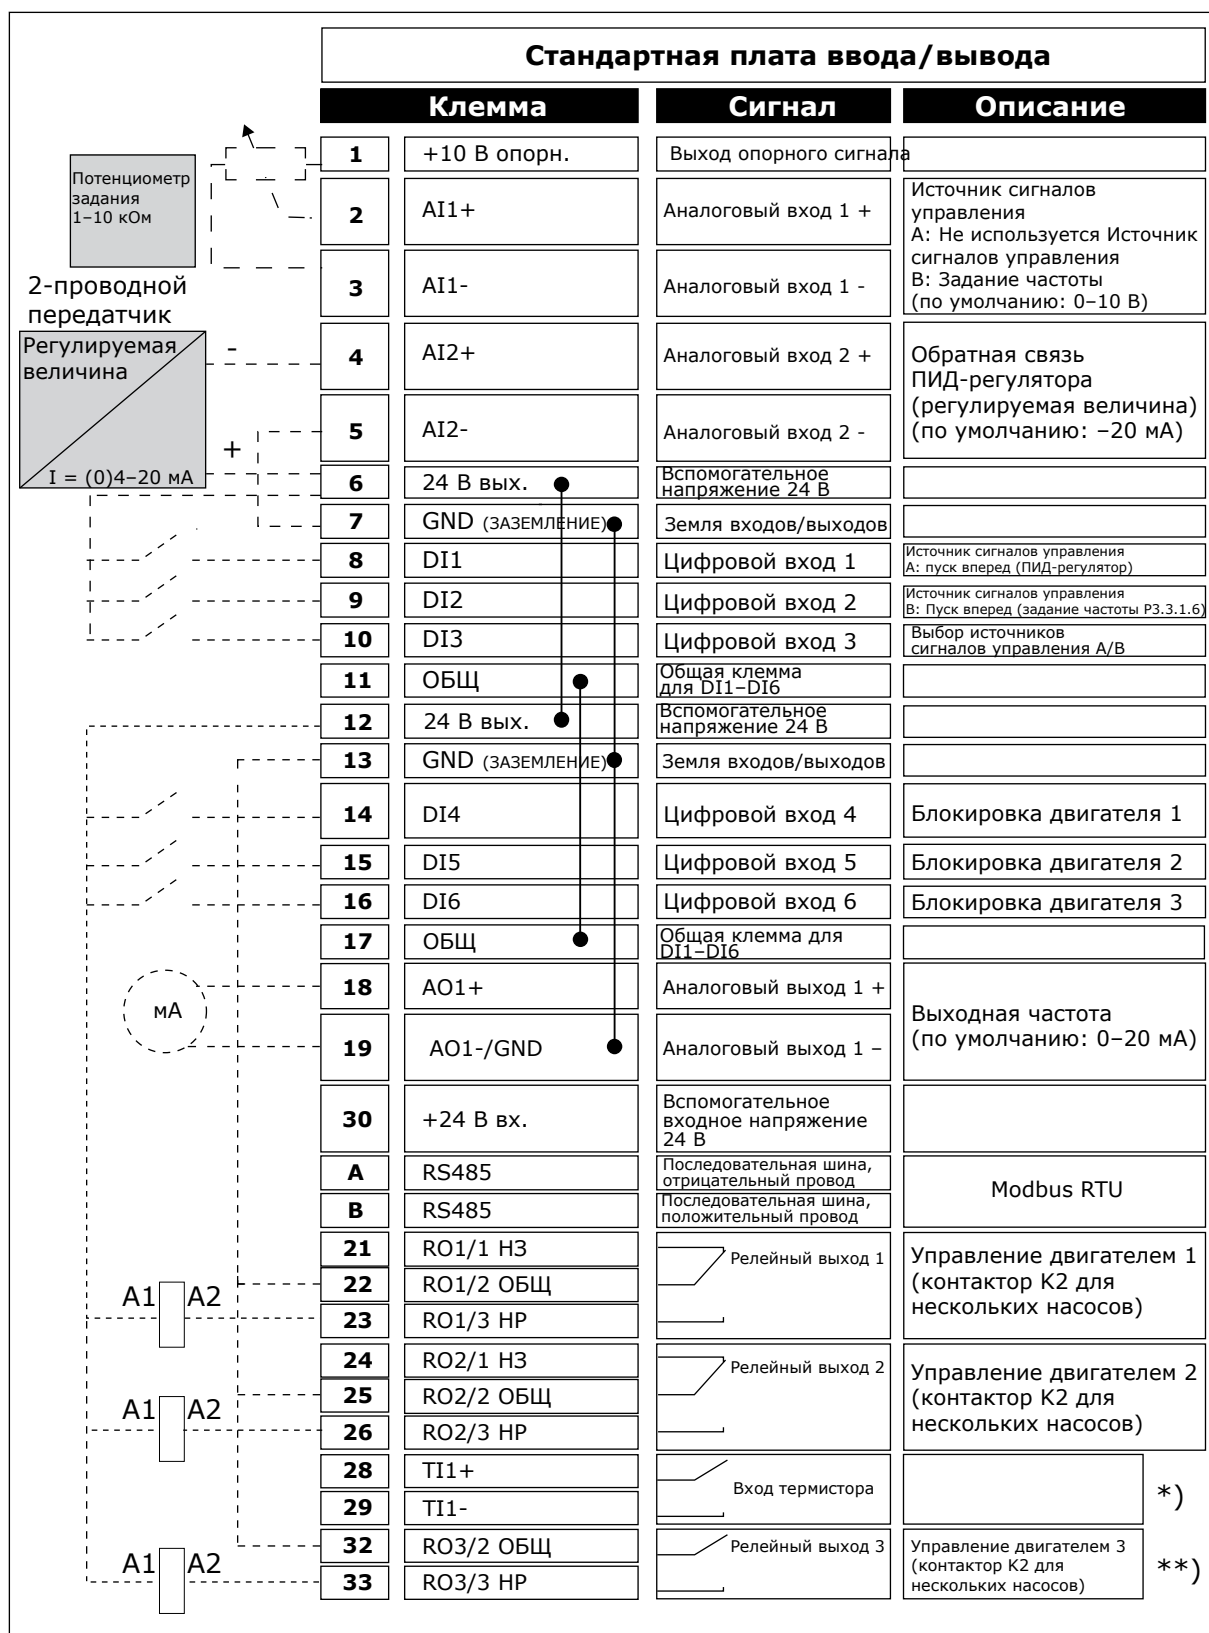 Стандартная плата ввода/вывода
Клемма
Сигнал
Описание
Потенциометр
задания
1–10 кОм
1
+10 В опорн.
Выход опорного сигнала
2
AI1+
Аналоговый вход 1 +
Источник сигналов
управления
A: Не используется Источник
сигналов управления
B: Задание частоты
(по умолчанию: 0–10 В)
3
AI1-
Аналоговый вход 1 -
2-проводной
передатчик
Регулируемая
величина
-
+
I = (0)4–20 мА
4
AI2+
Аналоговый вход 2 +
Обратная связь
ПИД-регулятора
(регулируемая величина)
(по умолчанию: –20 мА)
5
AI2-
Аналоговый вход 2 -
6
24 В вых.
Вспомогательное
напряжение 24 В
7
GND (ЗАЗЕМЛЕНИЕ)
Земля входов/выходов
8
DI1
Цифровой вход 1
Источник сигналов управления
A: пуск вперед (ПИД-регулятор)
9
DI2
Цифровой вход 2
Источник сигналов управления
B: Пуск вперед (задание частоты P3.3.1.6)
10
DI3
Цифровой вход 3
Выбор источников
сигналов управления A/B
11
ОБЩ
Общая клемма
для DI1–DI6
12
24 В вых.
Вспомогательное
напряжение 24 В
13
GND (ЗАЗЕМЛЕНИЕ)
Земля входов/выходов
14
DI4
Цифровой вход 4
Блокировка двигателя 1
15
DI5
Цифровой вход 5
Блокировка двигателя 2
16
DI6
Цифровой вход 6
Блокировка двигателя 3
17
ОБЩ
Общая клемма для
DI1–DI6
мА
18
AO1+
Аналоговый выход 1 +
Выходная частота
(по умолчанию: 0–20 мА)
19
AO1-/GND
Аналоговый выход 1 –
30
+24 В вх.
Вспомогательное
входное напряжение
24 В
A
RS485
Последовательная шина,
отрицательный провод
Modbus RTU
B
RS485
Последовательная шина,
положительный провод
21
RO1/1 НЗ
Релейный выход 1
Управление двигателем 1
(контактор K2 для
нескольких насосов)
22
RO1/2 ОБЩ
A1 A2
23
RO1/3 НР
24
RO2/1 НЗ
Релейный выход 2
Управление двигателем 2
(контактор K2 для
нескольких насосов)
25
RO2/2 ОБЩ
A1 A2
26
RO2/3 НР
28
TI1+
Вход термистора
*)
29
TI1-
32
RO3/2 ОБЩ
Релейный выход 3
Управление двигателем 3
(контактор K2 для
нескольких насосов)
**)
A1 A2
33
RO3/3 НР